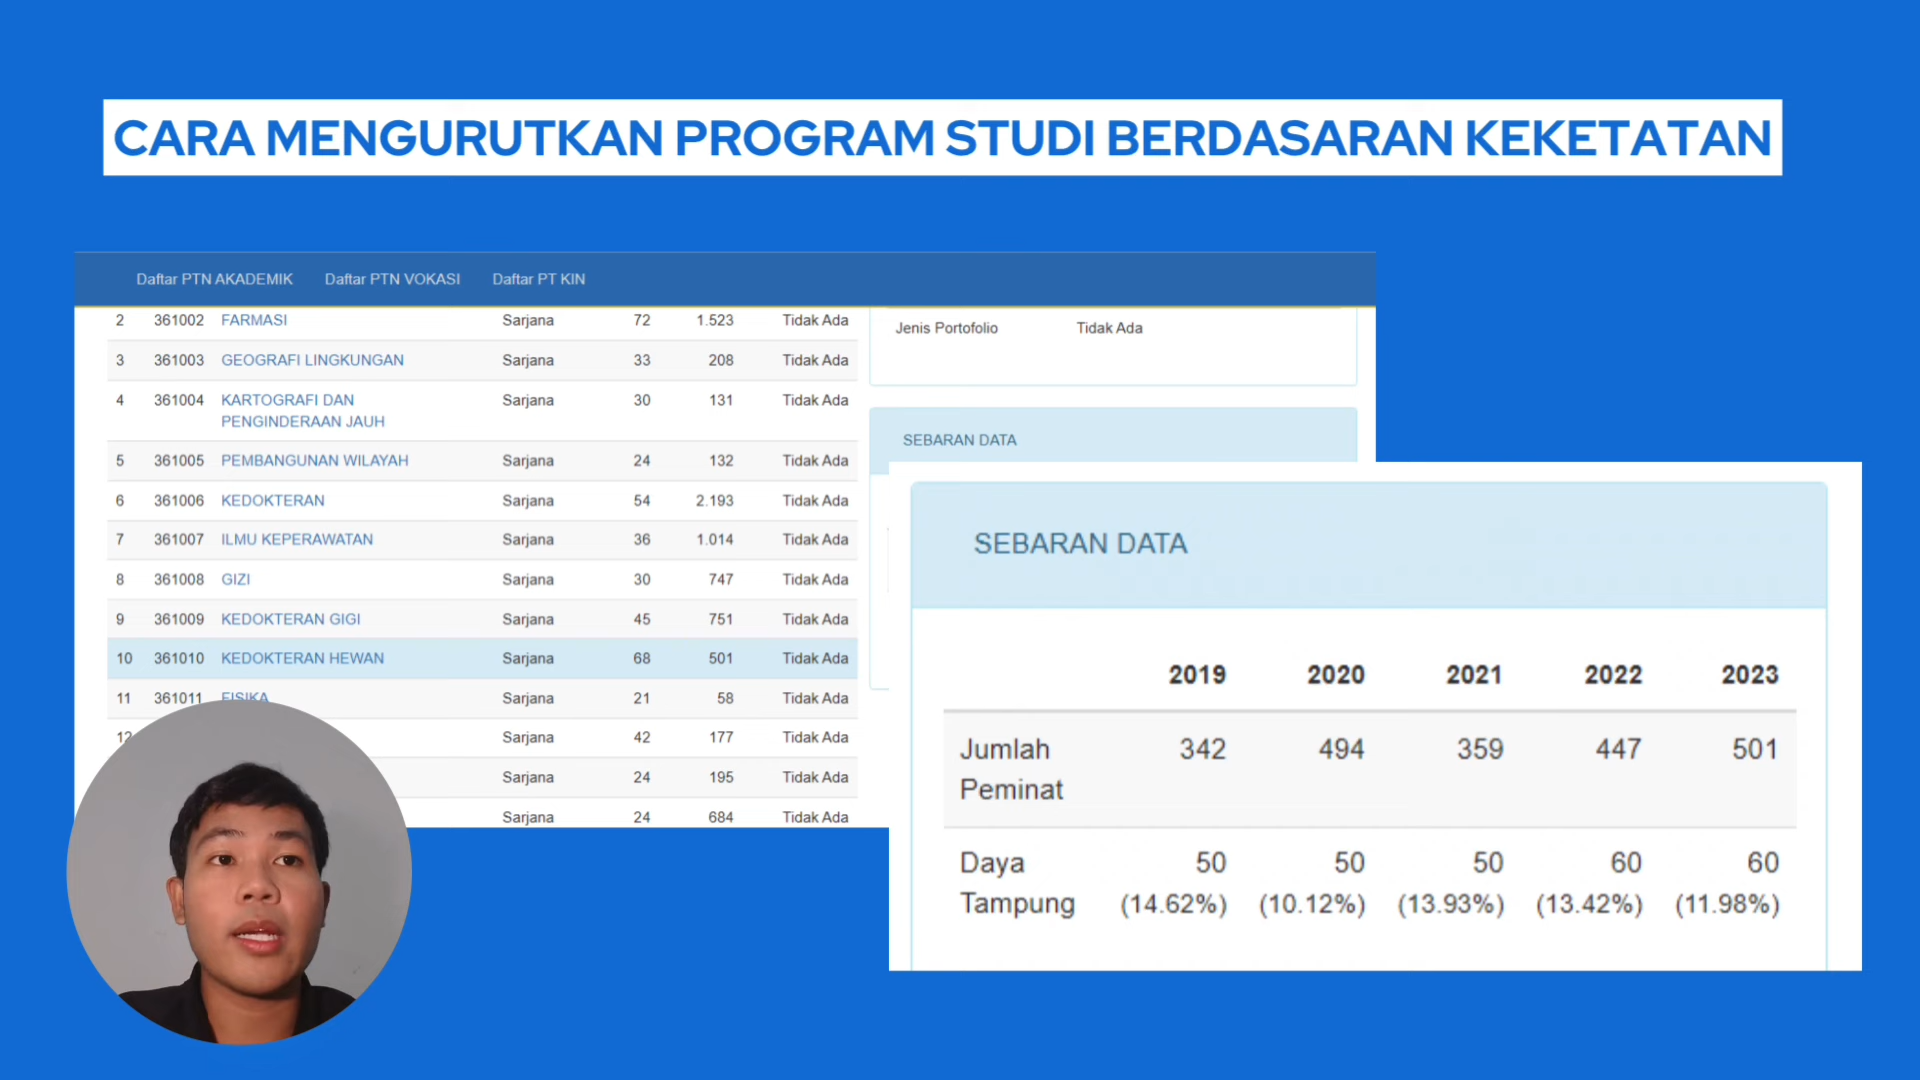 CARA MENGURUTKAN PROGRAM STUDI BERDASARAN KEKETATAN
Daftar PTN AKADEMIK Daftar PTN VOKASI Daftar PT KIN
2 361002 FARMASI Sarjana 72 1.523 Tidak Ada
3 361003 GEOGRAFI LINGKUNGAN Sarjana 33 208 Tidak Ada
4 361004 KARTOGRAFI DAN Sarjana 30 131 Tidak Ada
PENGINDERAAN JAUH
5 361005 PEMBANGUNAN WILAYAH Sarjana 24 132 Tidak Ada
6 361006 KEDOKTERAN Sarjana 54 2.193 Tidak Ada
7 361007 ILMU KEPERAWATAN Sarjana 36 1.014 Tidak Ada
8 361008 GIZI Sarjana 30 747 Tidak Ada
9 361009 KEDOKTERAN GIGI Sarjana 45 751 Tidak Ada
10 361010 KEDOKTERAN HEWAN Sarjana 68 501 Tidak Ada
11 361011 FISIKA Sarjana 21 58 Tidak Ada
12 Sarjana 42 177 Tidak Ada
Sarjana 24 195 Tidak Ada
Sarjana 24 684 Tidak Ada
Jenis Portofolio Tidak Ada
SEBARAN DATA
SEBARAN DATA
2019 2020 2021 2022 2023
Jumlah 342 494 359 447 501
Peminat
Daya 50 50 50 60 60
Tampung (14.62%) (10.12%) (13.93%) (13.42%) (11.98%)